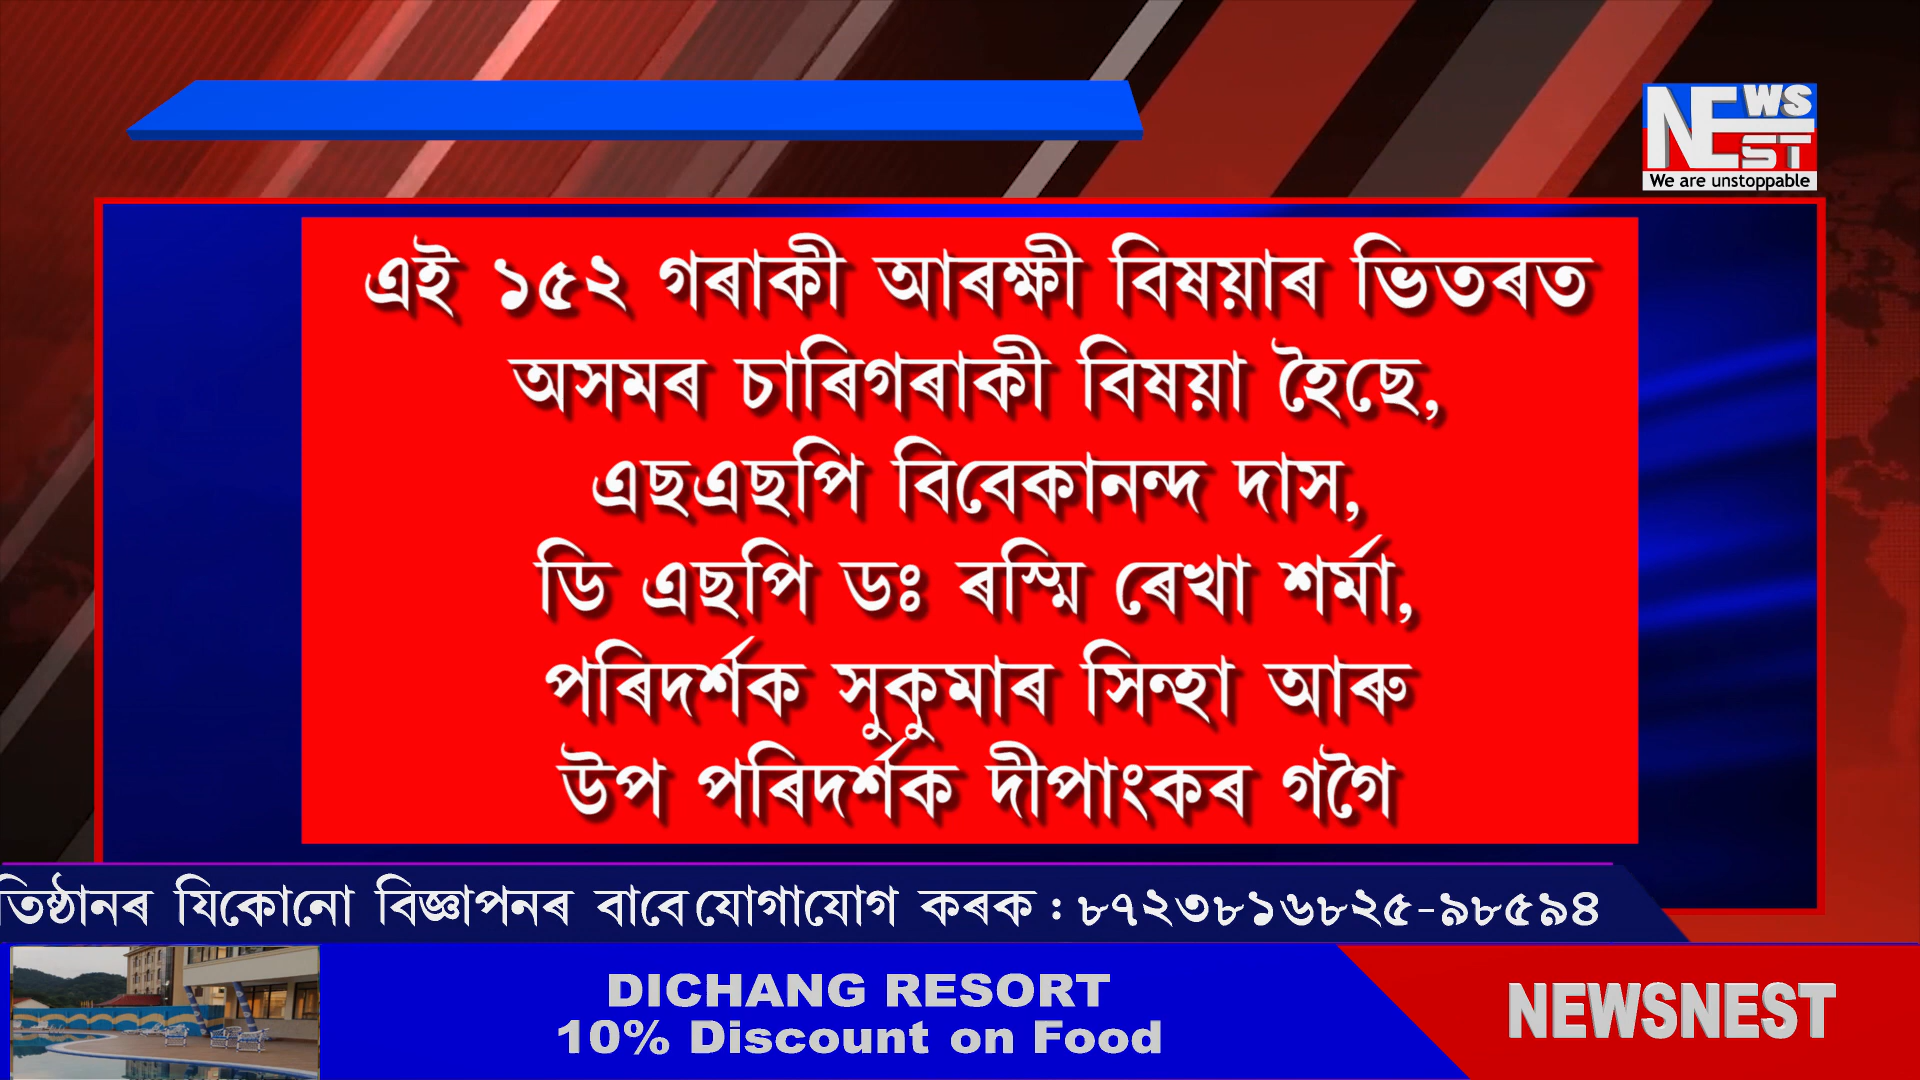 NEWS NEST
We are unstoppable
এই ১৫২ গৰাকী আৰক্ষী বিষয়াৰ ভিতৰত
অসমৰ চাৰিগৰাকী বিষয়া হৈছে,
এছএছপি বিবেকানন্দ দাস,
ডি এছপি ডঃ ৰস্মি ৰেখা শৰ্মা,
পৰিদৰ্শক সুকুমাৰ সিন্হা আৰু
উপ পৰিদৰ্শক দীপাংকৰ গগৈ
তিষ্ঠানৰ যিকোনো বিজ্ঞাপনৰ বাবে যোগাযোগ কৰক : ৮৭২৩৮১৬৮২৫-৯৮৫৯৪
DICHANG RESORT
10% Discount on Food
NEWSNEST